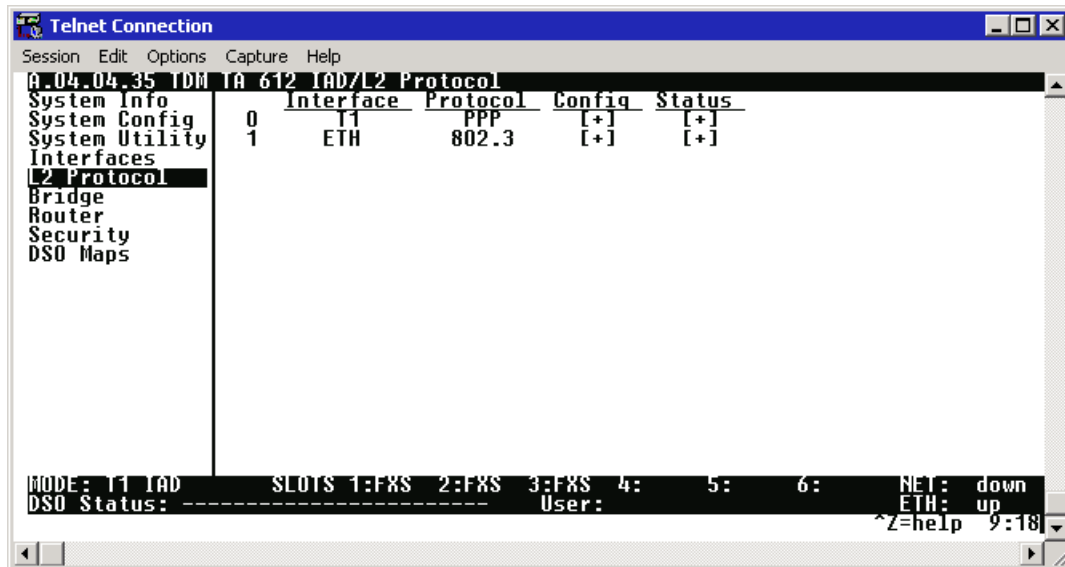 Telnet Connection
Session Edit Options Capture Help
A.04.04.35 TDM TA 612 IAD/L2 Protocol
System Info Interface Protocol Config Status
System Config 0 T1 PPP [+] [+]
System Utility 1 ETH 802.3 [+] [+]
Interfaces
L2 Protocol
Bridge
Router
Security
DS0 Maps
MODE: T1 IAD SLOTS 1:FXS 2:FXS 3:FXS 4: 5: 6: NET: down
DS0 Status: ------------------------ User: ETH: up
^Z=help 9:18